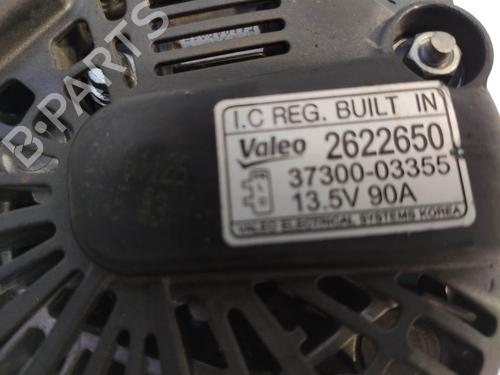 B-PARTS
I.C REG. BUILT IN
Valeo 2622650
37300-03355
13.5V 90A
VALEO ELECTRICAL SYSTEMS KOREA